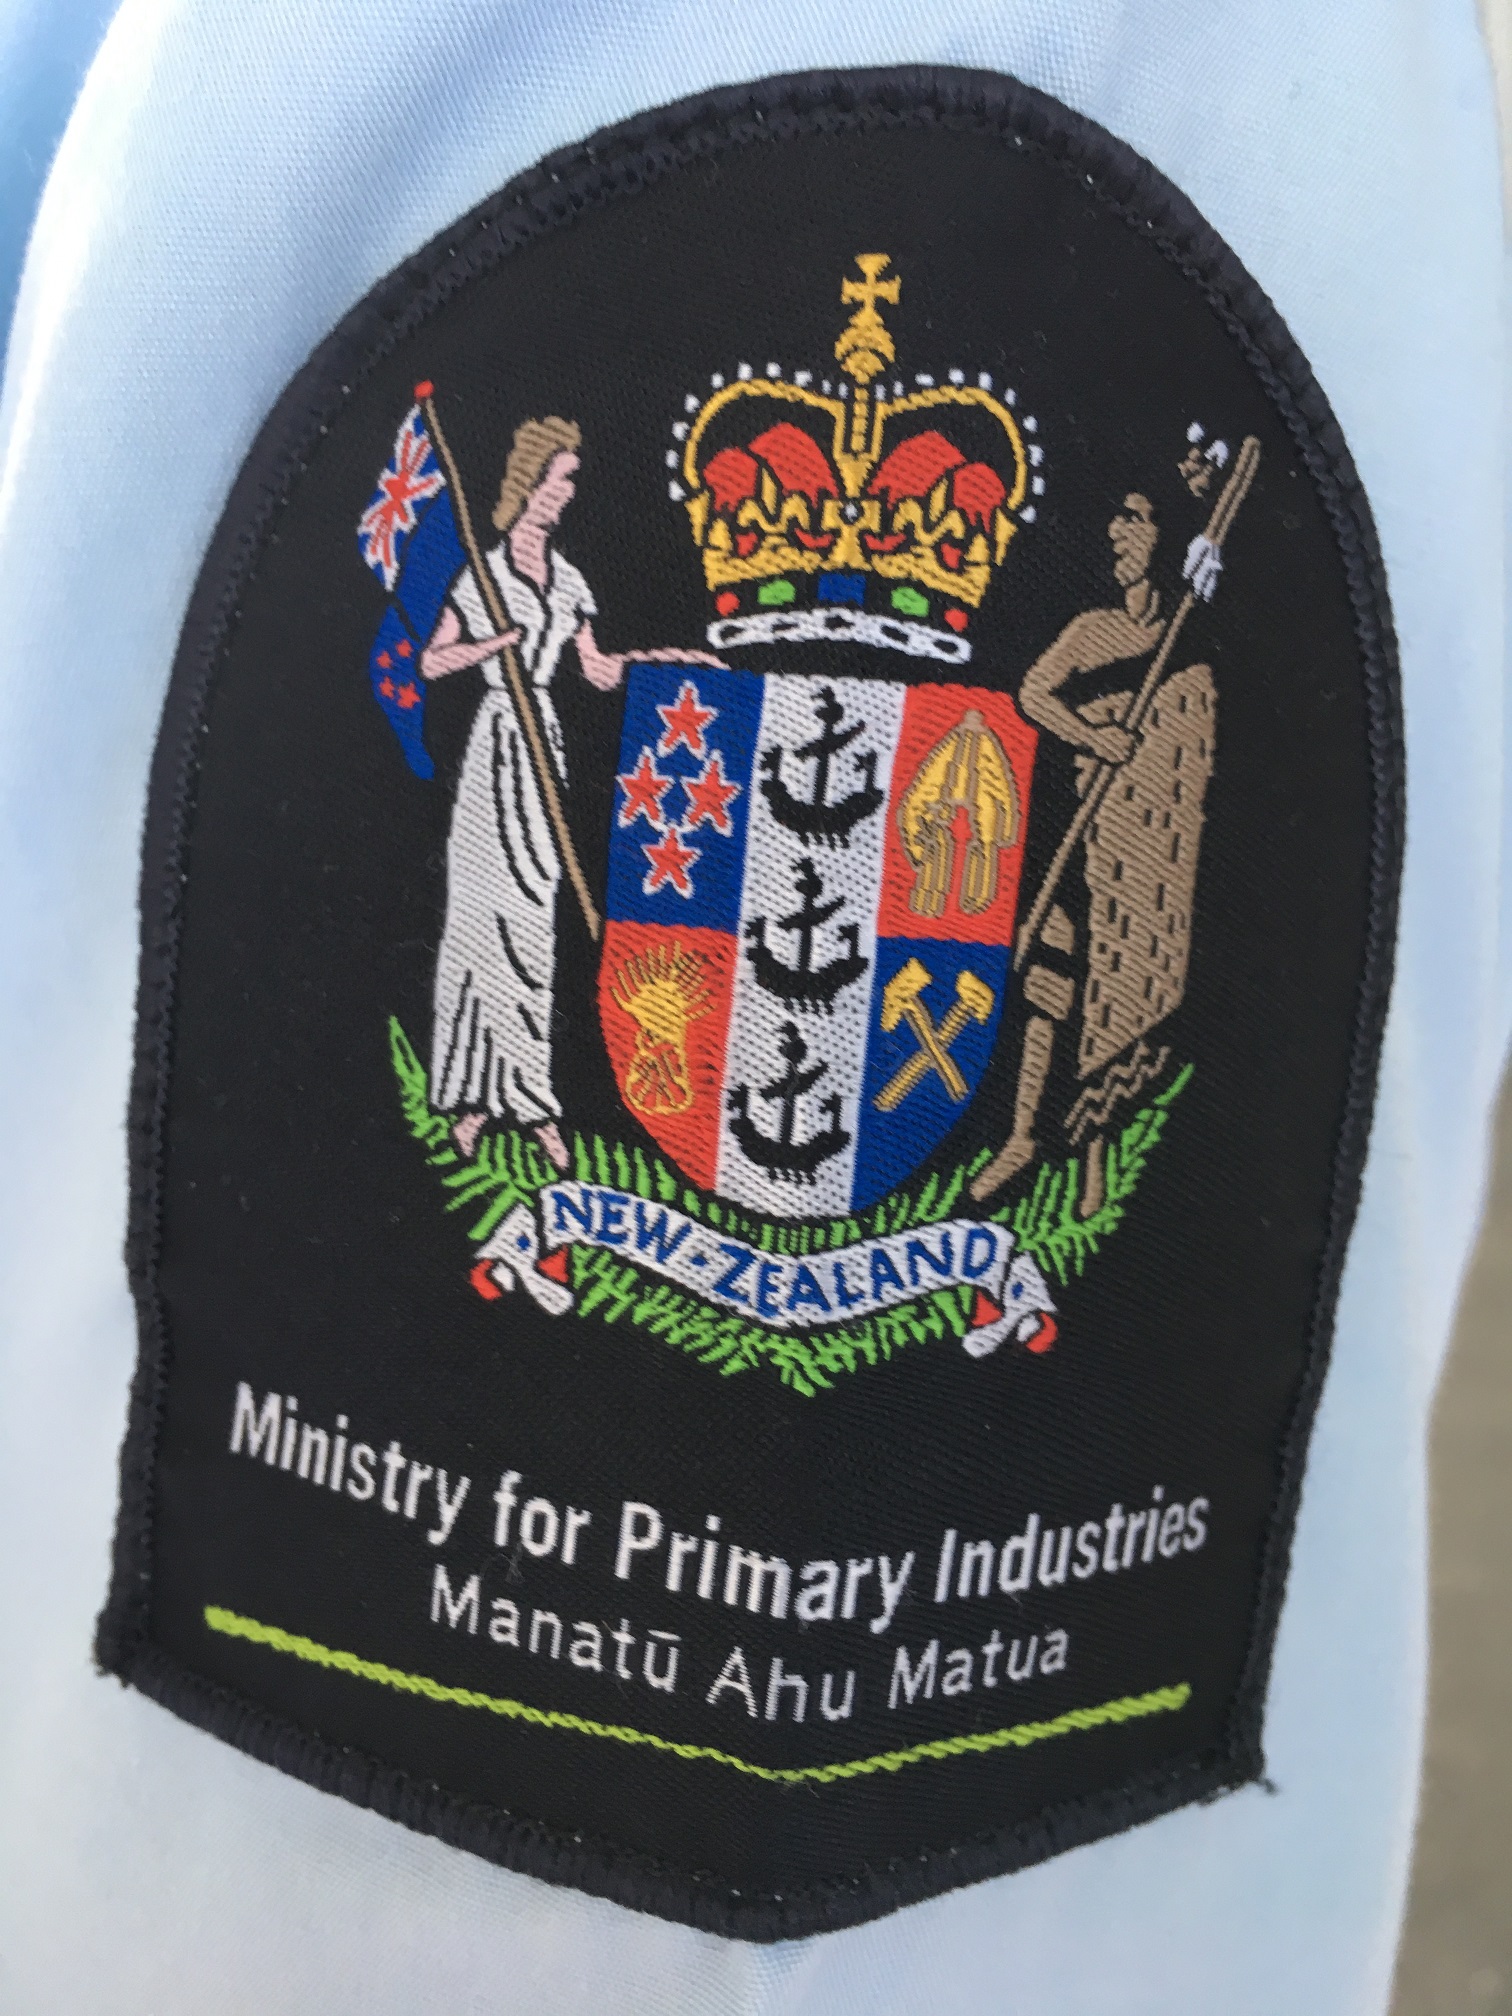 NEW·ZEALAND
Ministry for Primary Industries
Manatū Ahu Matua